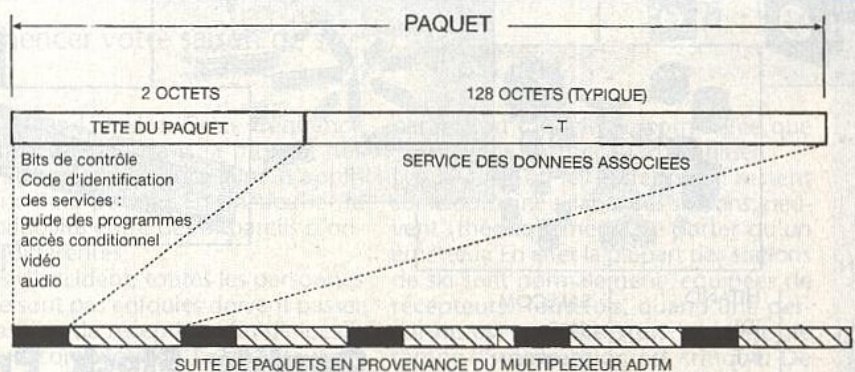 PAQUET
2 OCTETS
128 OCTETS (TYPIQUE)
TETE DU PAQUET
T
Bits de contrôle
Code d'identification
des services :
guide des programmes
accès conditionnel
vidéo
audio
SERVICE DES DONNEES ASSOCIEES
SUITE DE PAQUETS EN PROVENANCE DU MULTIPLEXEUR ADTM